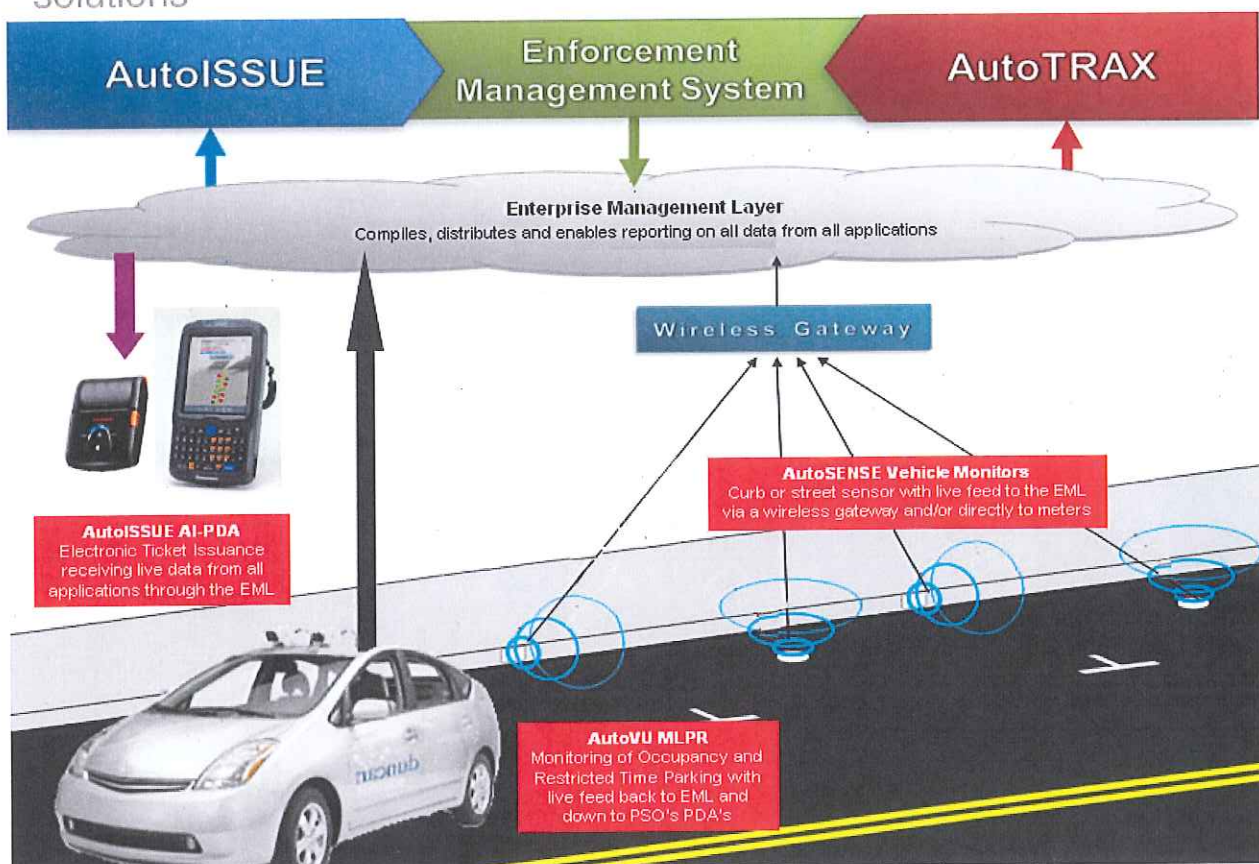 solutions
AutoISSUE
Enforcement
Management System
AutoTRAX
Enterprise Management Layer
Compiles, distributes and enables reporting on all data from all applications
Wireless Gateway
AutoSENSE Vehicle Monitors
Curb or street sensor with live feed to the EML
via a wireless gateway and/or directly to meters
AutoISSUE AI-PDA
Electronic Ticket Issuance
receiving live data from all
applications through the EML
duncan
AutoVU MLPR
Monitoring of Occupancy and
Restricted Time Parking with
live feed back to EML and
down to PSO's PDA's